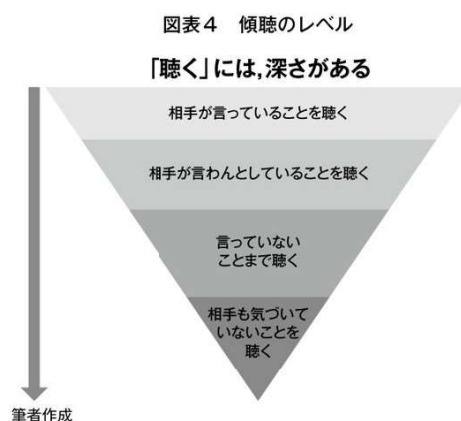 図表4 傾聴のレベル
「聴く」には,深さがある
相手が言っていることを聴く
相手が言わんとしていることを聴く
言っていない
ことまで聴く
相手も気づいて
いないことを
聴く
筆者作成